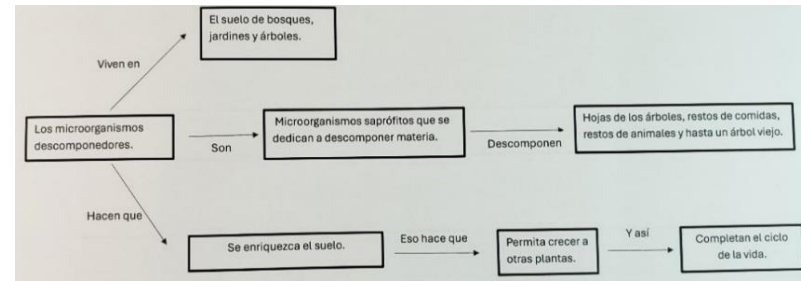 El suelo de bosques,
jardines y árboles.
Viven en
Los microorganismos
descomponedores.
Son
Microorganismos saprófitos que se
dedican a descomponer materia.
Descomponen
Hojas de los árboles, restos de comidas,
restos de animales y hasta un árbol viejo.
Hacen que
Se enriquezca el suelo.
Eso hace que
Permita crecer a
otras plantas.
Y así
Completan el ciclo
de la vida.